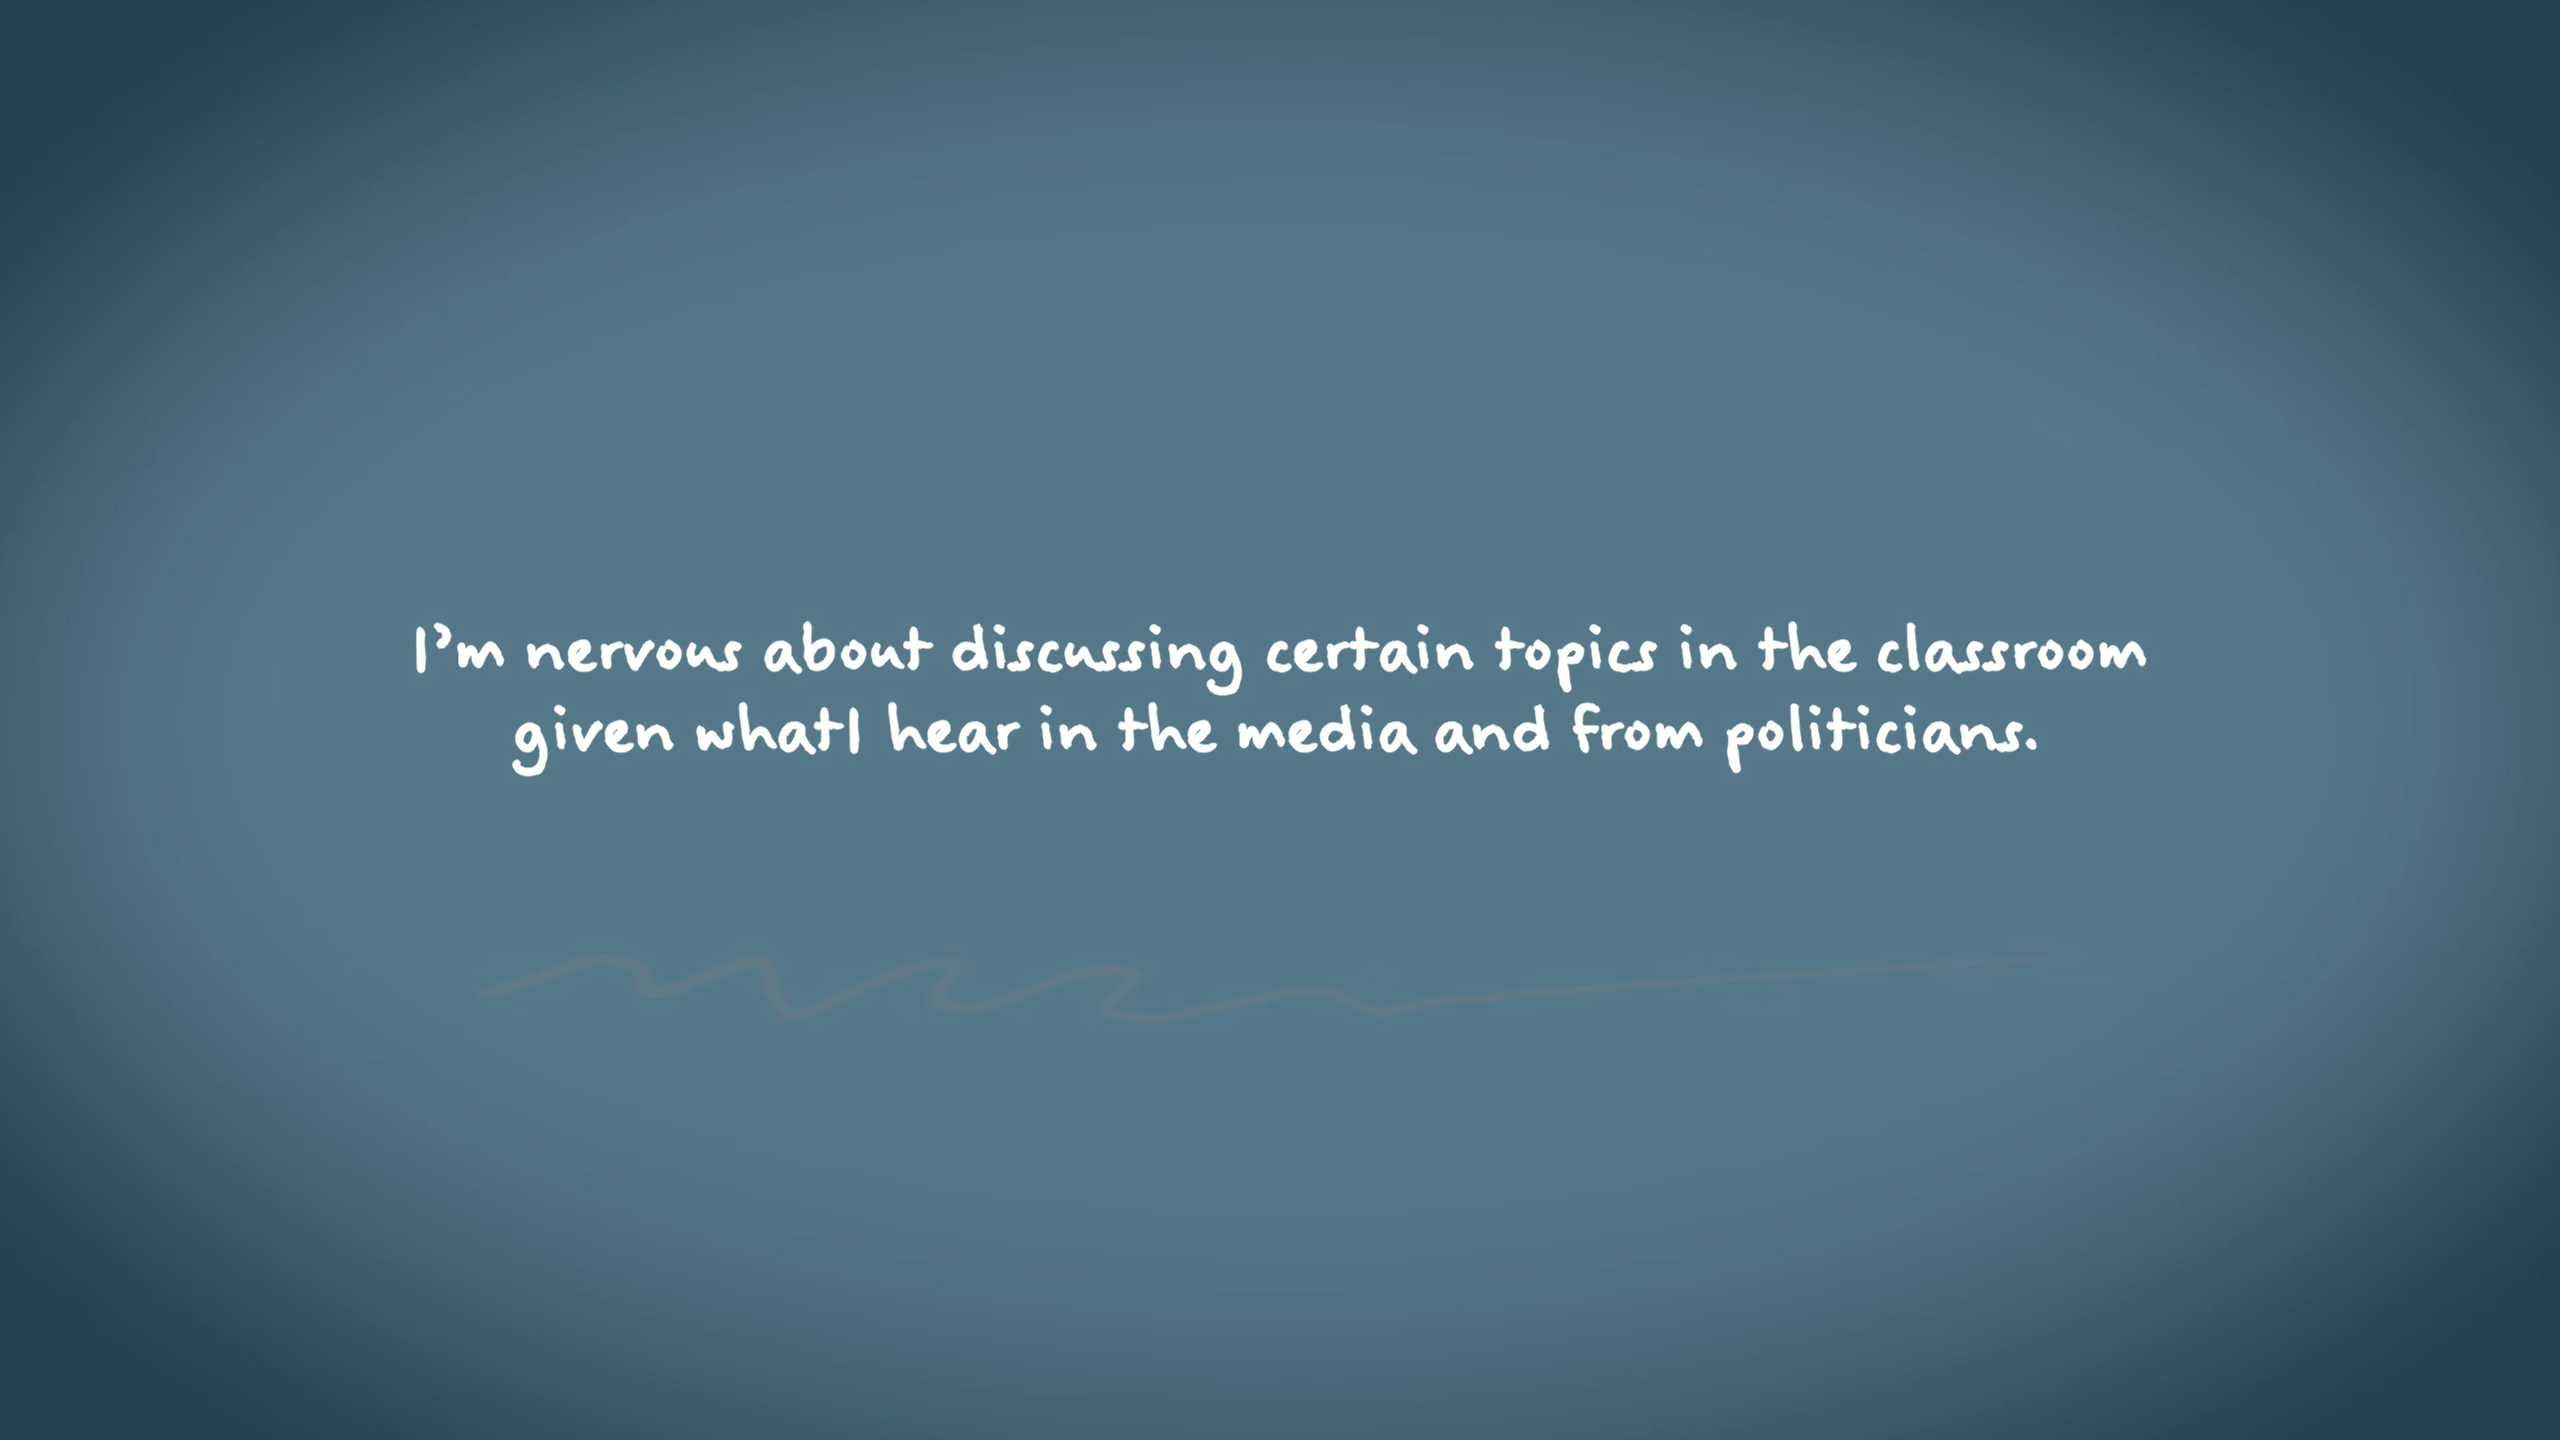 I'm nervous about discussing certain topics in the classroom
given whatI hear in the media and from politicians.